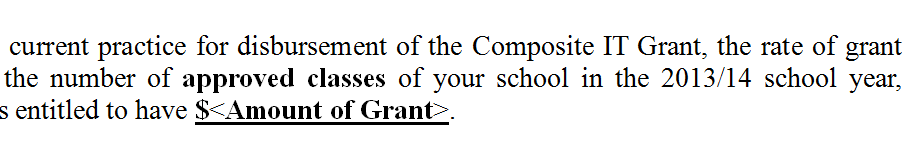 current practice for disbursement of the Composite IT Grant, the rate of grant
the number of approved classes of your school in the 2013/14 school year,
s entitled to have $<Amount of Grant>.